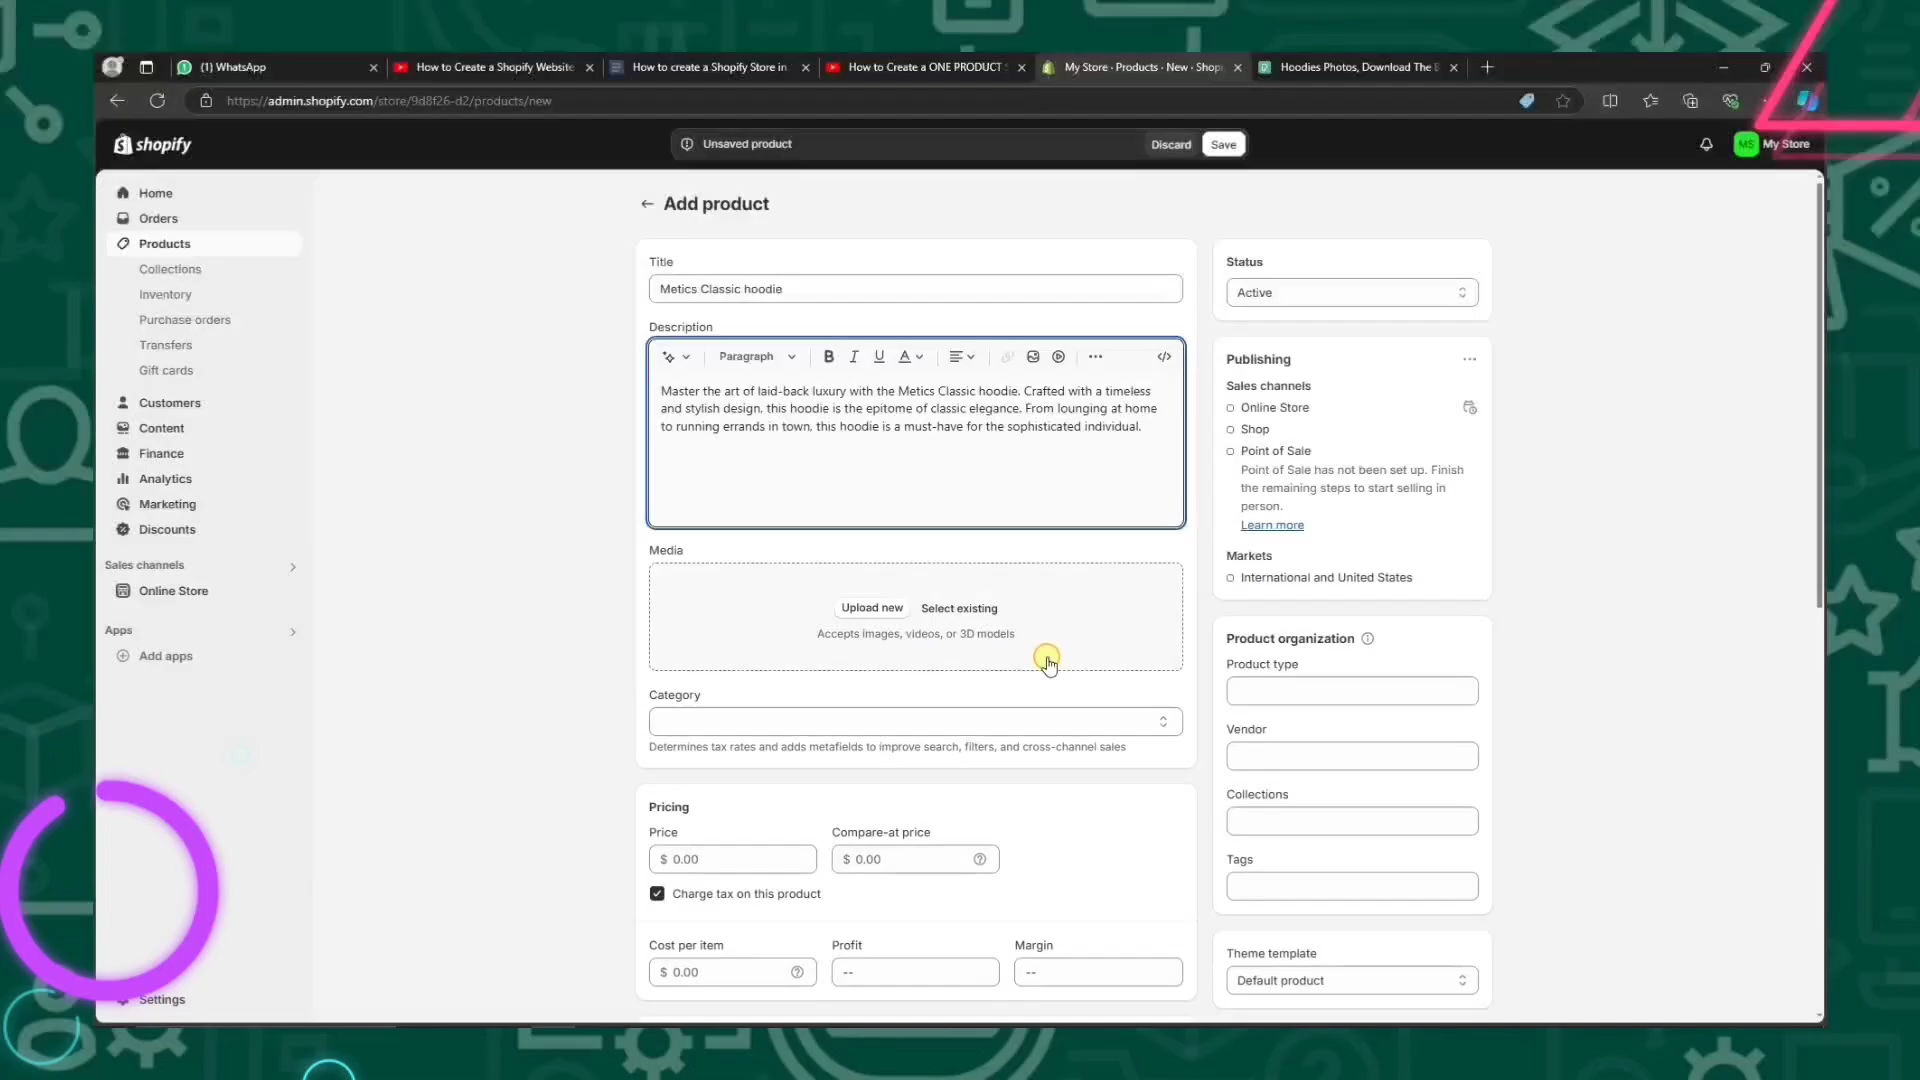 (1) WhatsApp
How to Create a Shopify Website
How to create a Shopify Store in
How to Create a ONE PRODUCT
My Store · Products · New · Shop
Hoodies Photos, Download The
https://admin.shopify.com/store/9d8f26-d2/products/new
shopify
Unsaved product
Discard
Save
MS
My Store
Home
Orders
Products
Collections
Inventory
Purchase orders
Transfers
Gift cards
Customers
Content
Finance
Analytics
Marketing
Discounts
Sales channels
Online Store
Apps
Add apps
Settings
Add product
Title
Metics Classic hoodie
Description
Paragraph
B I U A
Master the art of laid-back luxury with the Metics Classic hoodie. Crafted with a timeless
and stylish design, this hoodie is the epitome of classic elegance. From lounging at home
to running errands in town, this hoodie is a must-have for the sophisticated individual.
Media
Upload new
Select existing
Accepts images, videos, or 3D models
Category
Determines tax rates and adds metafields to improve search, filters, and cross-channel sales
Pricing
Price
Compare-at price
$ 0.00
$ 0.00
Charge tax on this product
Cost per item
Profit
Margin
$ 0.00
--
--
Status
Active
Publishing
Sales channels
Online Store
Shop
Point of Sale
Point of Sale has not been set up. Finish
the remaining steps to start selling in
person.
Learn more
Markets
International and United States
Product organization
Product type
Vendor
Collections
Tags
Theme template
Default product